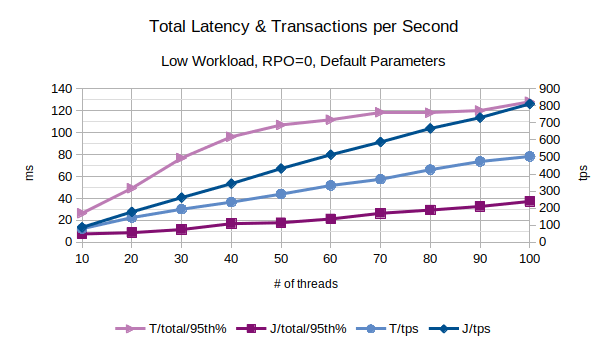 Total Latency & Transactions per Second
Low Workload, RPO=0, Default Parameters
140 900
120 800
100 700
80 600
60 500
40 400
20 300
0 200
100
0
ms
tps
10 20 30 40 50 60 70 80 90 100
# of threads
T/total/95th% J/total/95th% T/tps J/tps